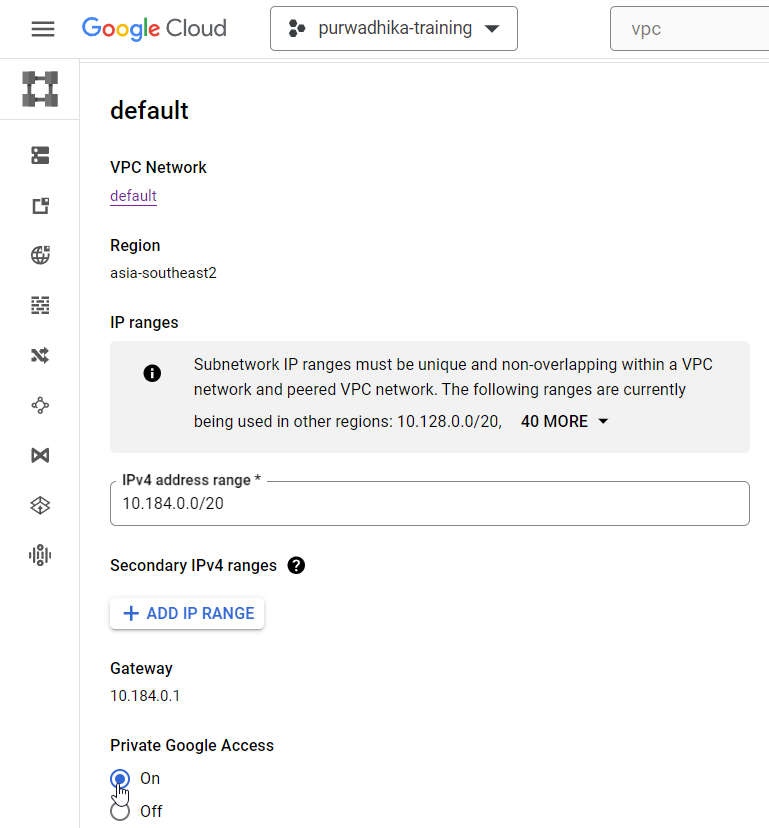 Google Cloud
purwadhika-training
vpc
default
VPC Network
default
Region
asia-southeast2
IP ranges
Subnetwork IP ranges must be unique and non-overlapping within a VPC
network and peered VPC network. The following ranges are currently
being used in other regions: 10.128.0.0/20, 40 MORE
IPv4 address range *
10.184.0.0/20
Secondary IPv4 ranges
ADD IP RANGE
Gateway
10.184.0.1
Private Google Access
On
Off